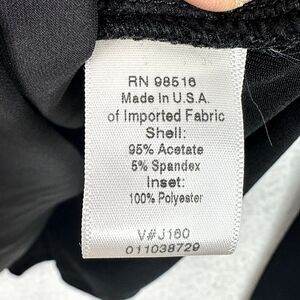 RN 98516
Made in U.S.A.
of Imported Fabric
Shell:
95% Acetate
5% Spandex
Inset:
100% Polyester
V#J160
011038729